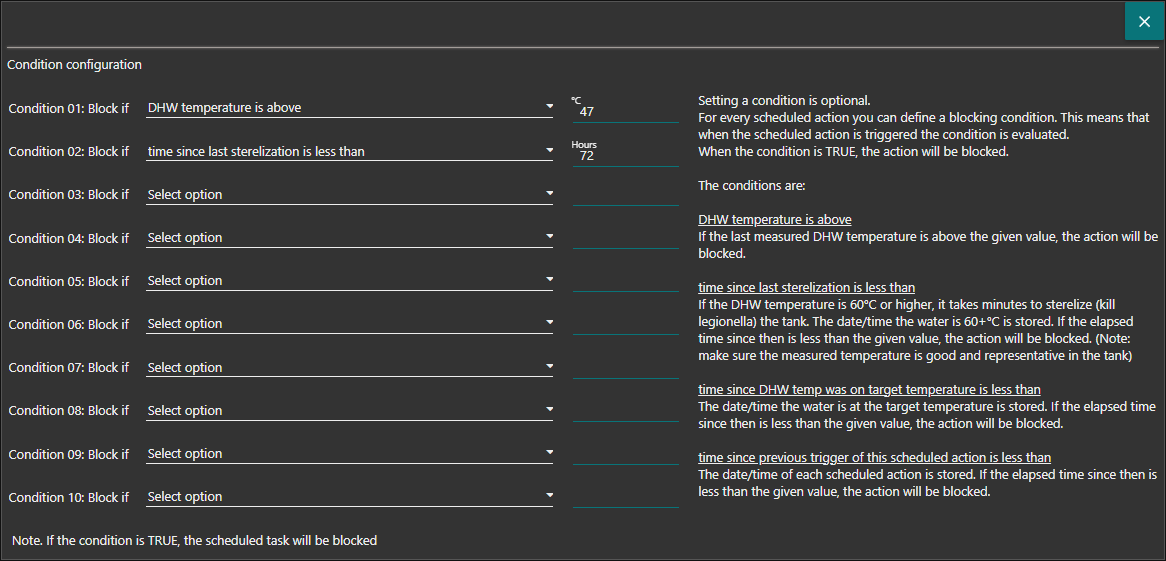 Condition configuration
Condition 01: Block if
DHW temperature is above
°C
47
Condition 02: Block if
time since last sterelization is less than
Hours
72
Condition 03: Block if
Select option
Condition 04: Block if
Select option
Condition 05: Block if
Select option
Condition 06: Block if
Select option
Condition 07: Block if
Select option
Condition 08: Block if
Select option
Condition 09: Block if
Select option
Condition 10: Block if
Select option
Note. If the condition is TRUE, the scheduled task will be blocked
Setting a condition is optional.
For every scheduled action you can define a blocking condition. This means that
when the scheduled action is triggered the condition is evaluated.
When the condition is TRUE, the action will be blocked.
The conditions are:
DHW temperature is above
If the last measured DHW temperature is above the given value, the action will be
blocked.
time since last sterelization is less than
If the DHW temperature is 60°C or higher, it takes minutes to sterelize (kill
legionella) the tank. The date/time the water is 60+°C is stored. If the elapsed
time since then is less than the given value, the action will be blocked. (Note:
make sure the measured temperature is good and representative in the tank)
time since DHW temp was on target temperature is less than
The date/time the water is at the target temperature is stored. If the elapsed time
since then is less than the given value, the action will be blocked.
time since previous trigger of this scheduled action is less than
The date/time of each scheduled action is stored. If the elapsed time since then is
less than the given value, the action will be blocked.